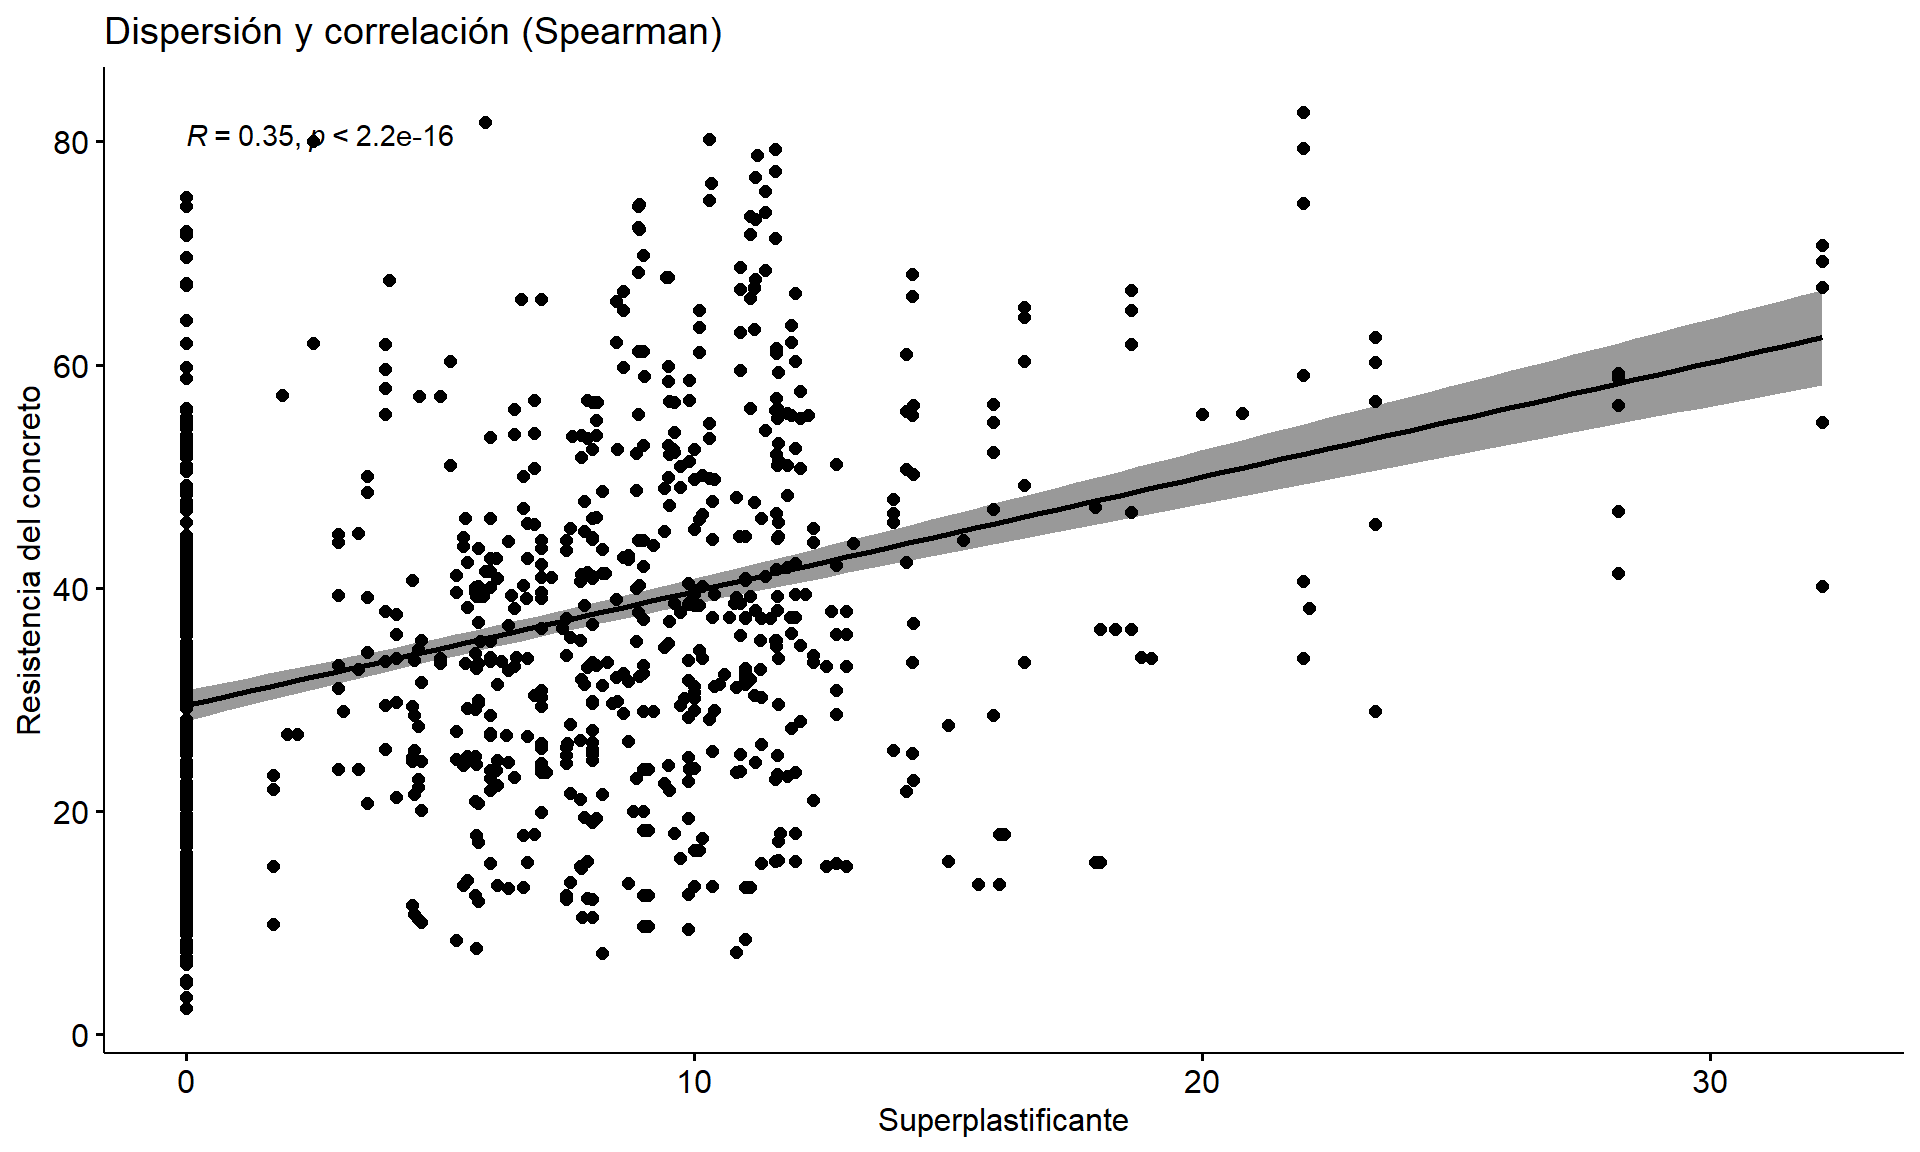 Dispersión y correlación (Spearman)
R = 0.35, p < 2.2e-16
80
60
40
20
0
Resistencia del concreto
0 10 20 30
Superplastificante